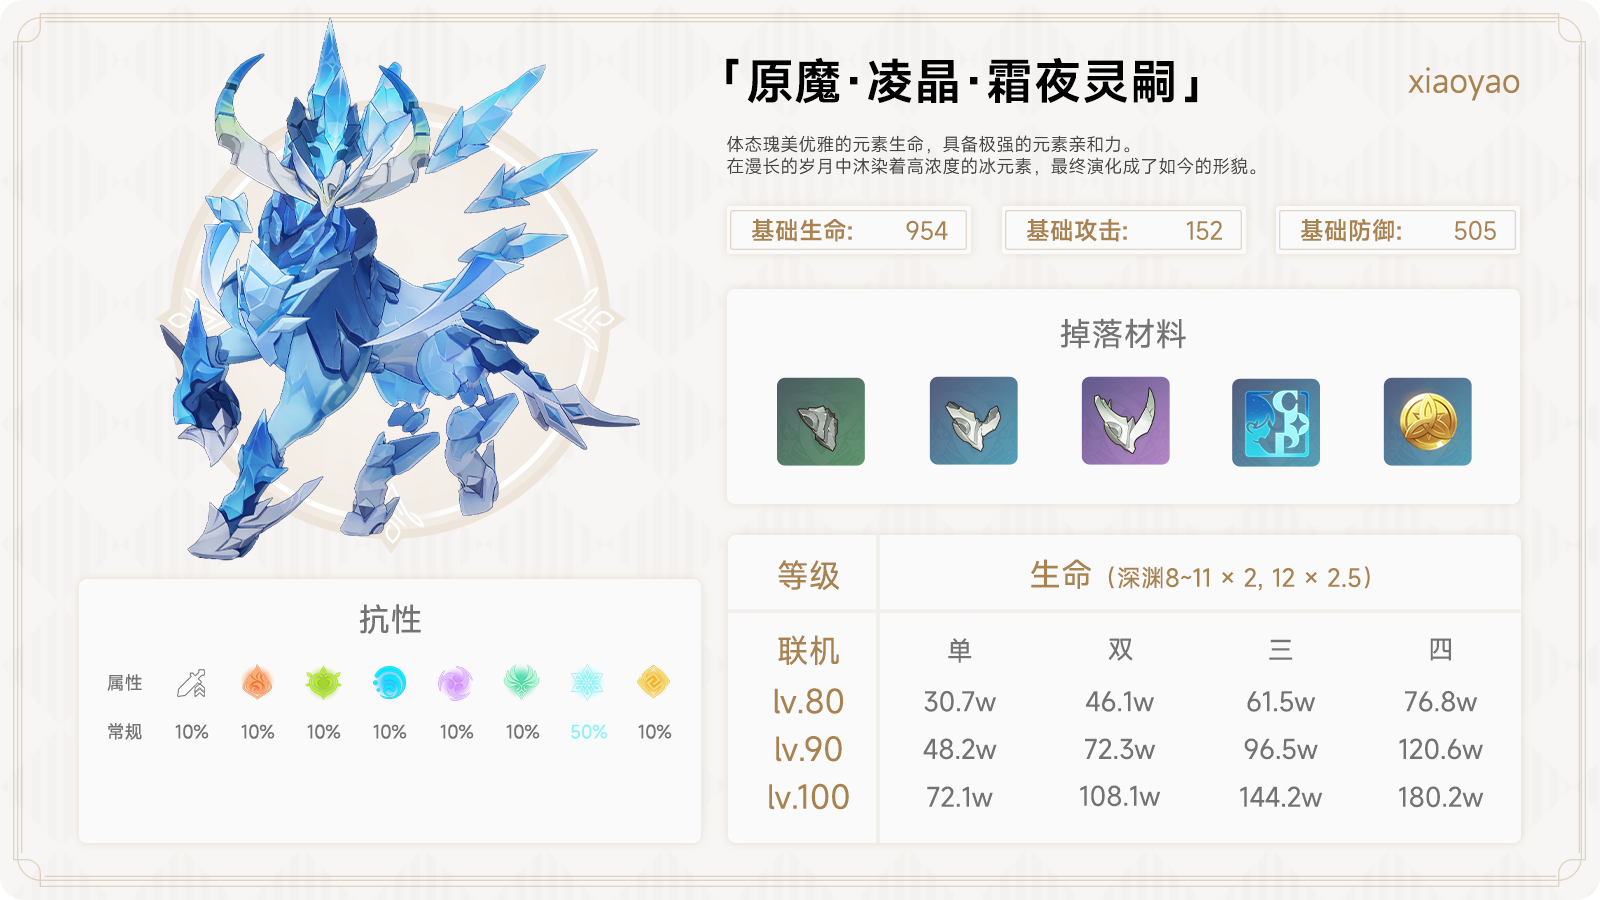 「原魔·凌晶·霜夜灵嗣」
xiaoyao
体态瑰美优雅的元素生命，具备极强的元素亲和力。
在漫长的岁月中沐染着高浓度的冰元素，最终演化成了如今的形貌。
基础生命: 954
基础攻击: 152
基础防御: 505
掉落材料
抗性
属性
常规 10% 10% 10% 10% 10% 10% 50% 10%
等级 生命（深渊8~11 × 2, 12 × 2.5）
联机 单 双 三 四
lv.80 30.7w 46.1w 61.5w 76.8w
lv.90 48.2w 72.3w 96.5w 120.6w
lv.100 72.1w 108.1w 144.2w 180.2w